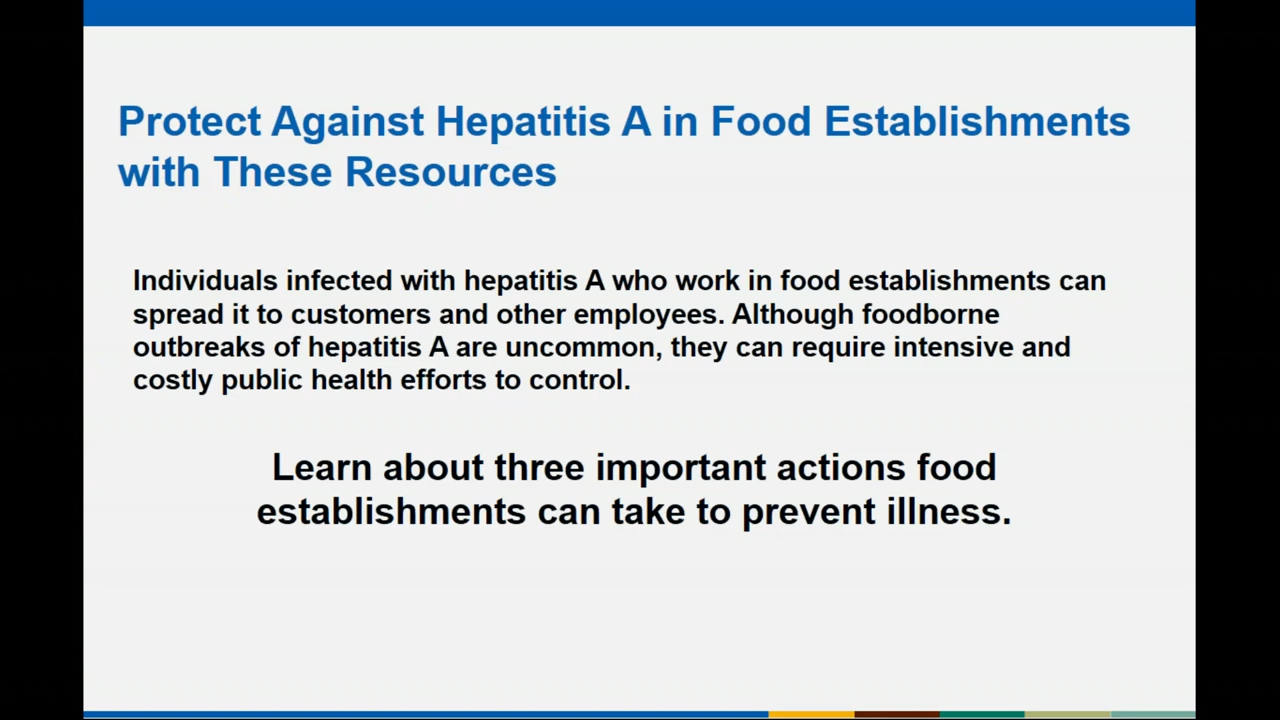 Protect Against Hepatitis A in Food Establishments
with These Resources
Individuals infected with hepatitis A who work in food establishments can
spread it to customers and other employees. Although foodborne
outbreaks of hepatitis A are uncommon, they can require intensive and
costly public health efforts to control.
Learn about three important actions food
establishments can take to prevent illness.